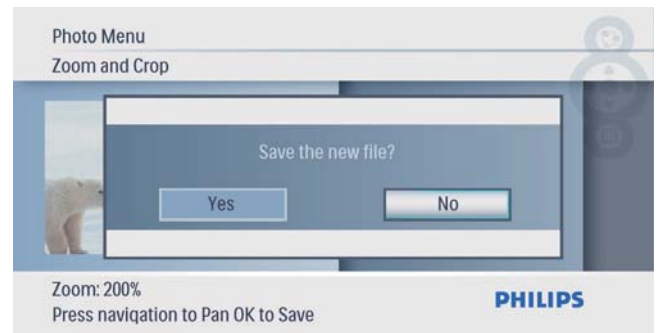 Photo Menu
Zoom and Crop
Save the new file?
Yes
No
Zoom: 200%
Press navigation to Pan OK to Save
PHILIPS